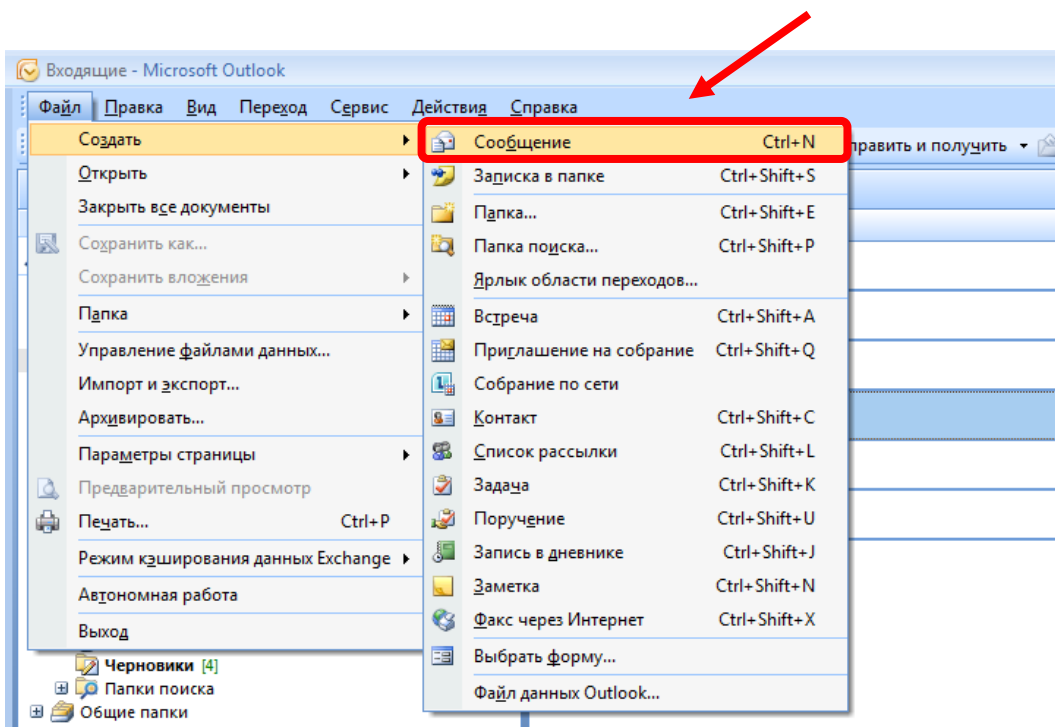 Входящие - Microsoft Outlook
Файл Правка Вид Переход Сервис Действия Справка
Создать
Открыть
Закрыть все документы
Сохранить как...
Сохранить вложения
Папка
Управление файлами данных...
Импорт и экспорт...
Архивировать...
Параметры страницы
Предварительный просмотр
Печать... Ctrl+P
Режим кэширования данных Exchange
Автономная работа
Выход
Сообщение Ctrl+N
Записка в папке Ctrl+Shift+S
Папка... Ctrl+Shift+E
Папка поиска... Ctrl+Shift+P
Ярлык области переходов...
Встреча Ctrl+Shift+A
Приглашение на собрание Ctrl+Shift+Q
Собрание по сети
Контакт Ctrl+Shift+C
Список рассылки Ctrl+Shift+L
Задача Ctrl+Shift+K
Поручение Ctrl+Shift+U
Запись в дневнике Ctrl+Shift+J
Заметка Ctrl+Shift+N
Факс через Интернет Ctrl+Shift+X
Выбрать форму...
Файл данных Outlook...
править и получить
Черновики [4]
Папки поиска
Общие папки